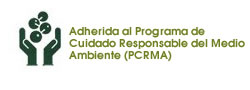 Adherida al Programa de
Cuidado Responsable del Medio
Ambiente (PCRMA)